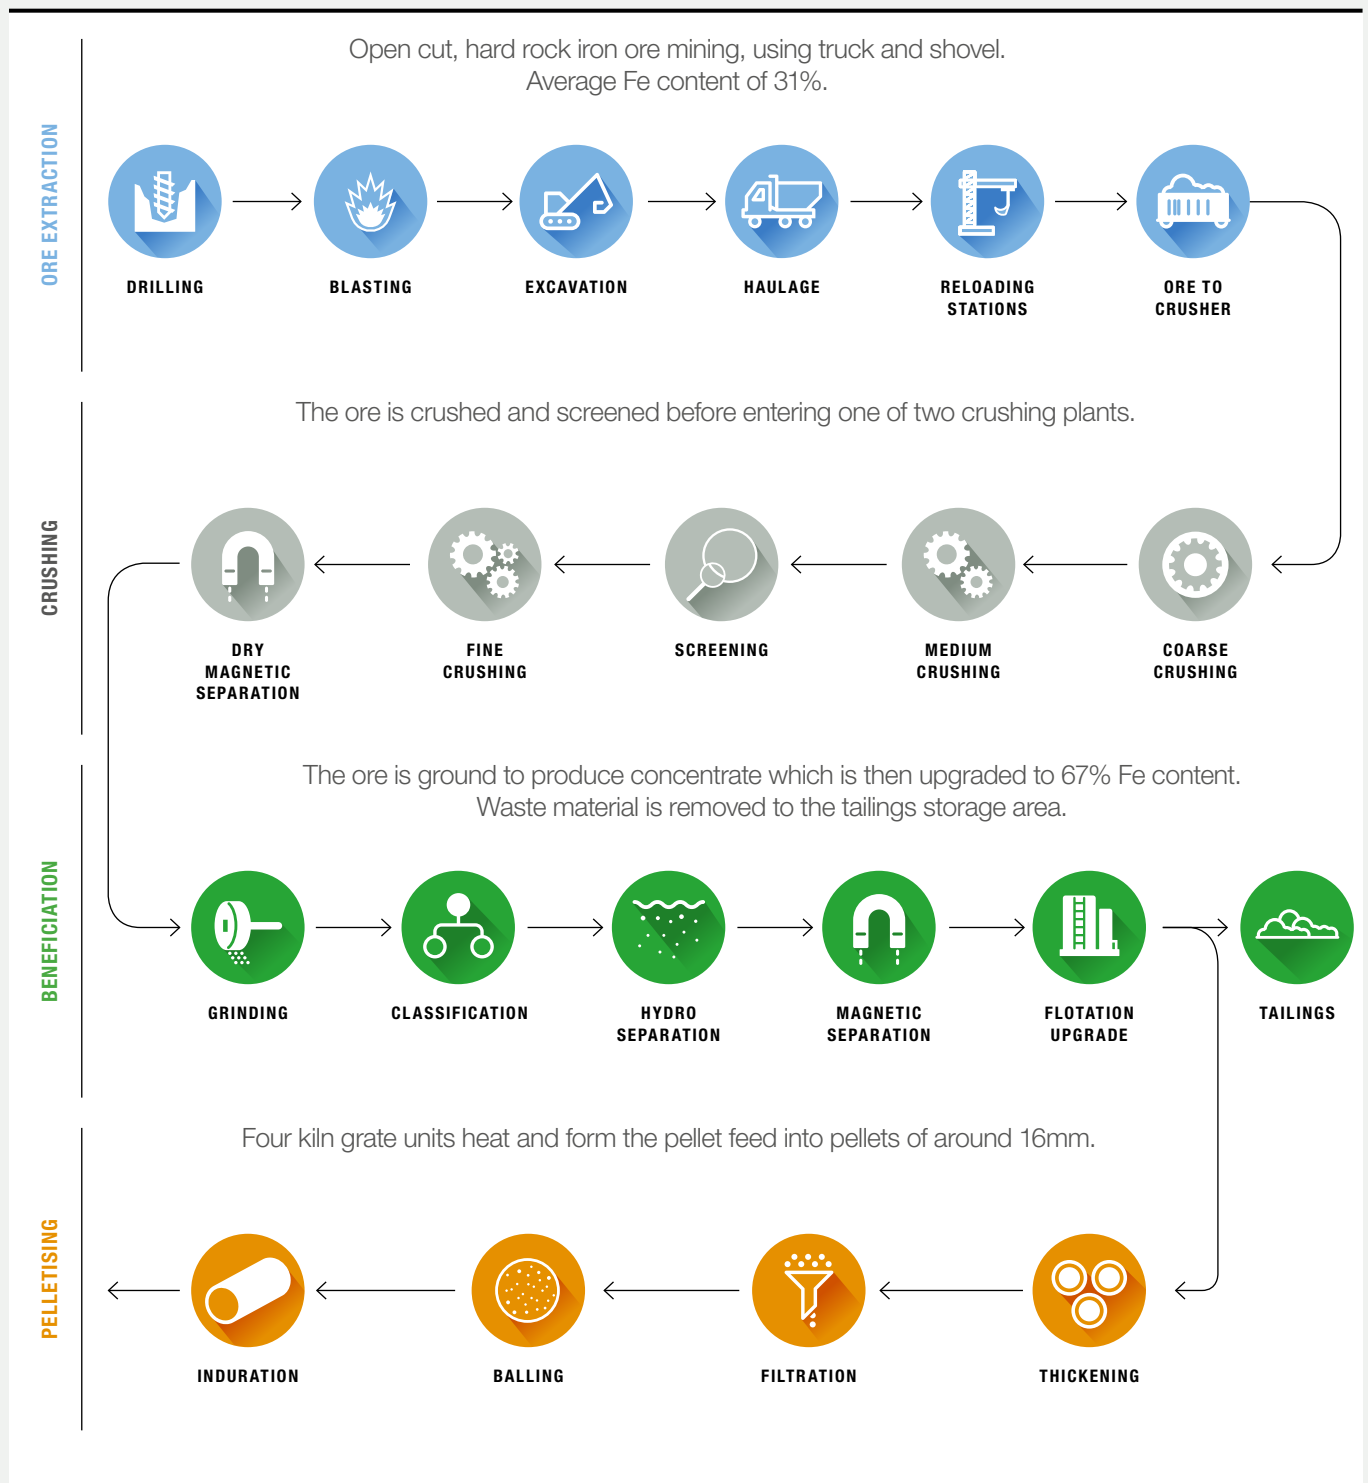 Open cut, hard rock iron ore mining, using truck and shovel.
Average Fe content of 31%.
ORE EXTRACTION
DRILLING
BLASTING
EXCAVATION
HAULAGE
RELOADING
STATIONS
ORE TO
CRUSHER
The ore is crushed and screened before entering one of two crushing plants.
CRUSHING
DRY
MAGNETIC
SEPARATION
FINE
CRUSHING
SCREENING
MEDIUM
CRUSHING
COARSE
CRUSHING
The ore is ground to produce concentrate which is then upgraded to 67% Fe content.
Waste material is removed to the tailings storage area.
BENEFICIATION
GRINDING
CLASSIFICATION
HYDRO
SEPARATION
MAGNETIC
SEPARATION
FLOTATION
UPGRADE
TAILINGS
Four kiln grate units heat and form the pellet feed into pellets of around 16mm.
PELLETISING
INDURATION
BALLING
FILTRATION
THICKENING